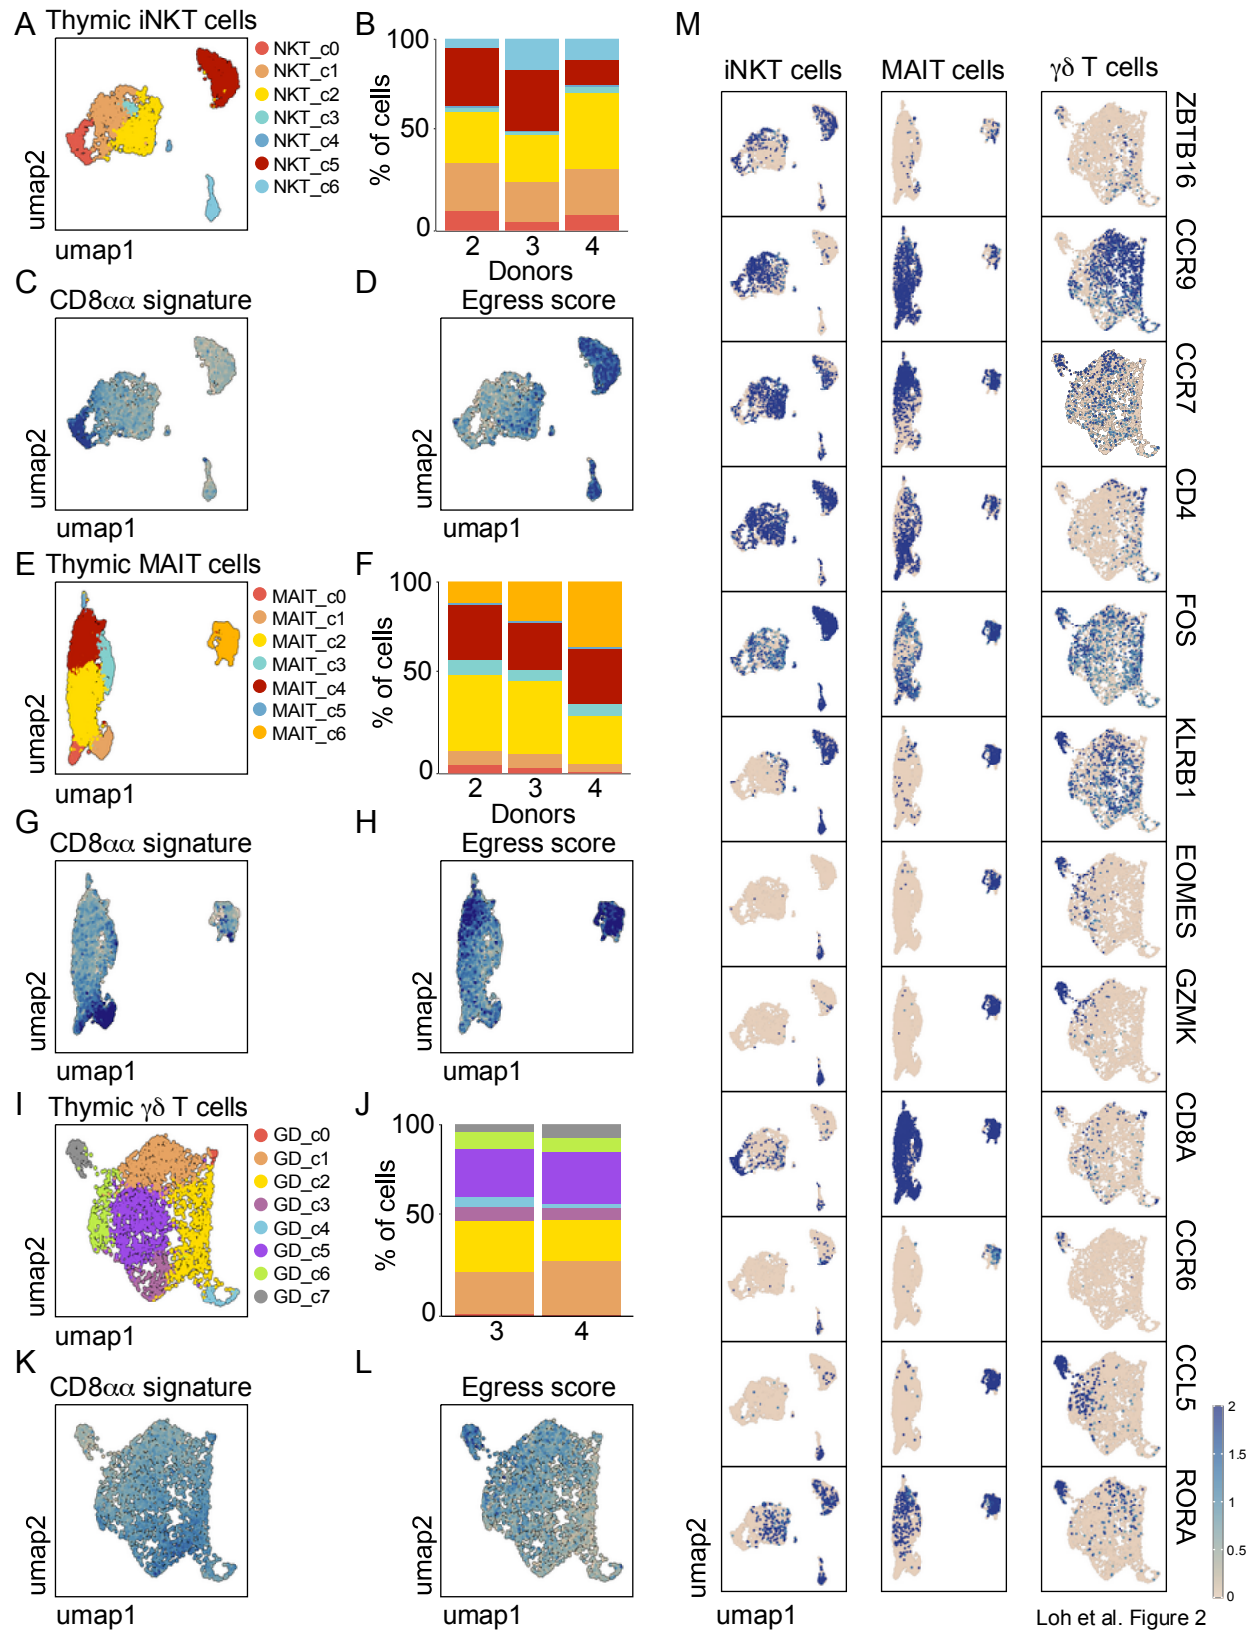 A Thymic iNKT cells
NKT_c0
NKT_c1
NKT_c2
NKT_c3
NKT_c4
NKT_c5
NKT_c6
umap2
umap1
B
100
50
0
% of cells
2 3 4
Donors
C
CD8αα signature
umap2
umap1
D
Egress score
umap2
umap1
E Thymic MAIT cells
MAIT_c0
MAIT_c1
MAIT_c2
MAIT_c3
MAIT_c4
MAIT_c5
MAIT_c6
umap2
umap1
F
100
50
0
% of cells
2 3 4
Donors
G
CD8αα signature
umap2
umap1
H
Egress score
umap2
umap1
I Thymic γδ T cells
GD_c0
GD_c1
GD_c2
GD_c3
GD_c4
GD_c5
GD_c6
GD_c7
umap2
umap1
J
100
50
0
% of cells
3 4
K
CD8αα signature
umap2
umap1
L
Egress score
umap2
umap1
M
iNKT cells MAIT cells γδ T cells
ZBTB16
CCR9
CCR7
CD4
FOS
KLRB1
EOMES
GZMK
CD8A
CCR6
CCL5
RORA
umap2
umap1
2
1.5
1
0.5
0
Loh et al. Figure 2